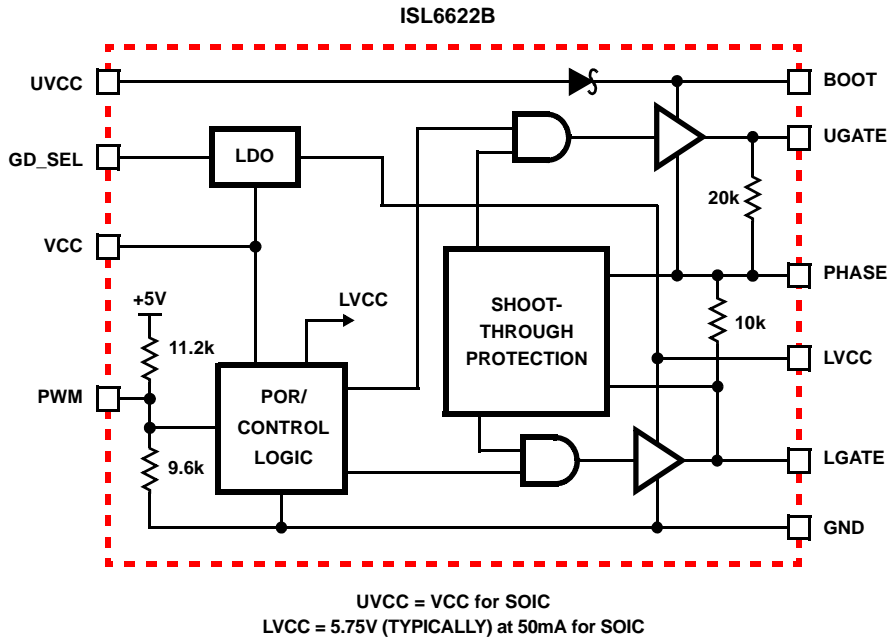 ISL6622B
UVCC
BOOT
UGATE
GD_SEL
LDO
20k
VCC
PHASE
+5V
LVCC
SHOOT-
THROUGH
PROTECTION
10k
11.2k
LVCC
PWM
POR/
CONTROL
LOGIC
9.6k
LGATE
GND
UVCC = VCC for SOIC
LVCC = 5.75V (TYPICALLY) at 50mA for SOIC